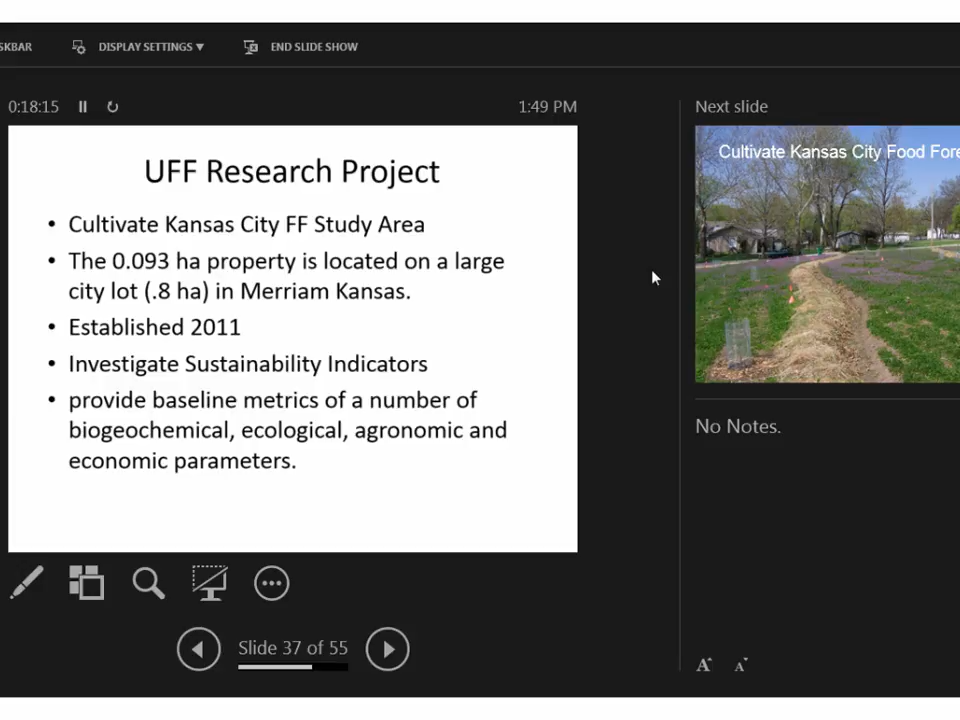 SKBAR
DISPLAY SETTINGS ▼
END SLIDE SHOW
0:18:15
1:49 PM
Next slide
UFF Research Project
• Cultivate Kansas City FF Study Area
• The 0.093 ha property is located on a large
city lot (.8 ha) in Merriam Kansas.
• Established 2011
• Investigate Sustainability Indicators
• provide baseline metrics of a number of
biogeochemical, ecological, agronomic and
economic parameters.
Cultivate Kansas City Food Fore
No Notes.
Slide 37 of 55
A A